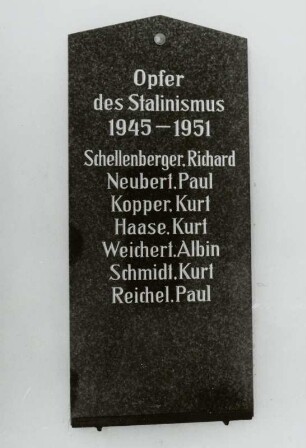 Opfer
des Stalinismus
1945-1951
Schellenberger, Richard
Neubert, Paul
Kopper, Kurt
Haase, Kurt
Weichert, Albin
Schmidt, Kurt
Reichel, Paul